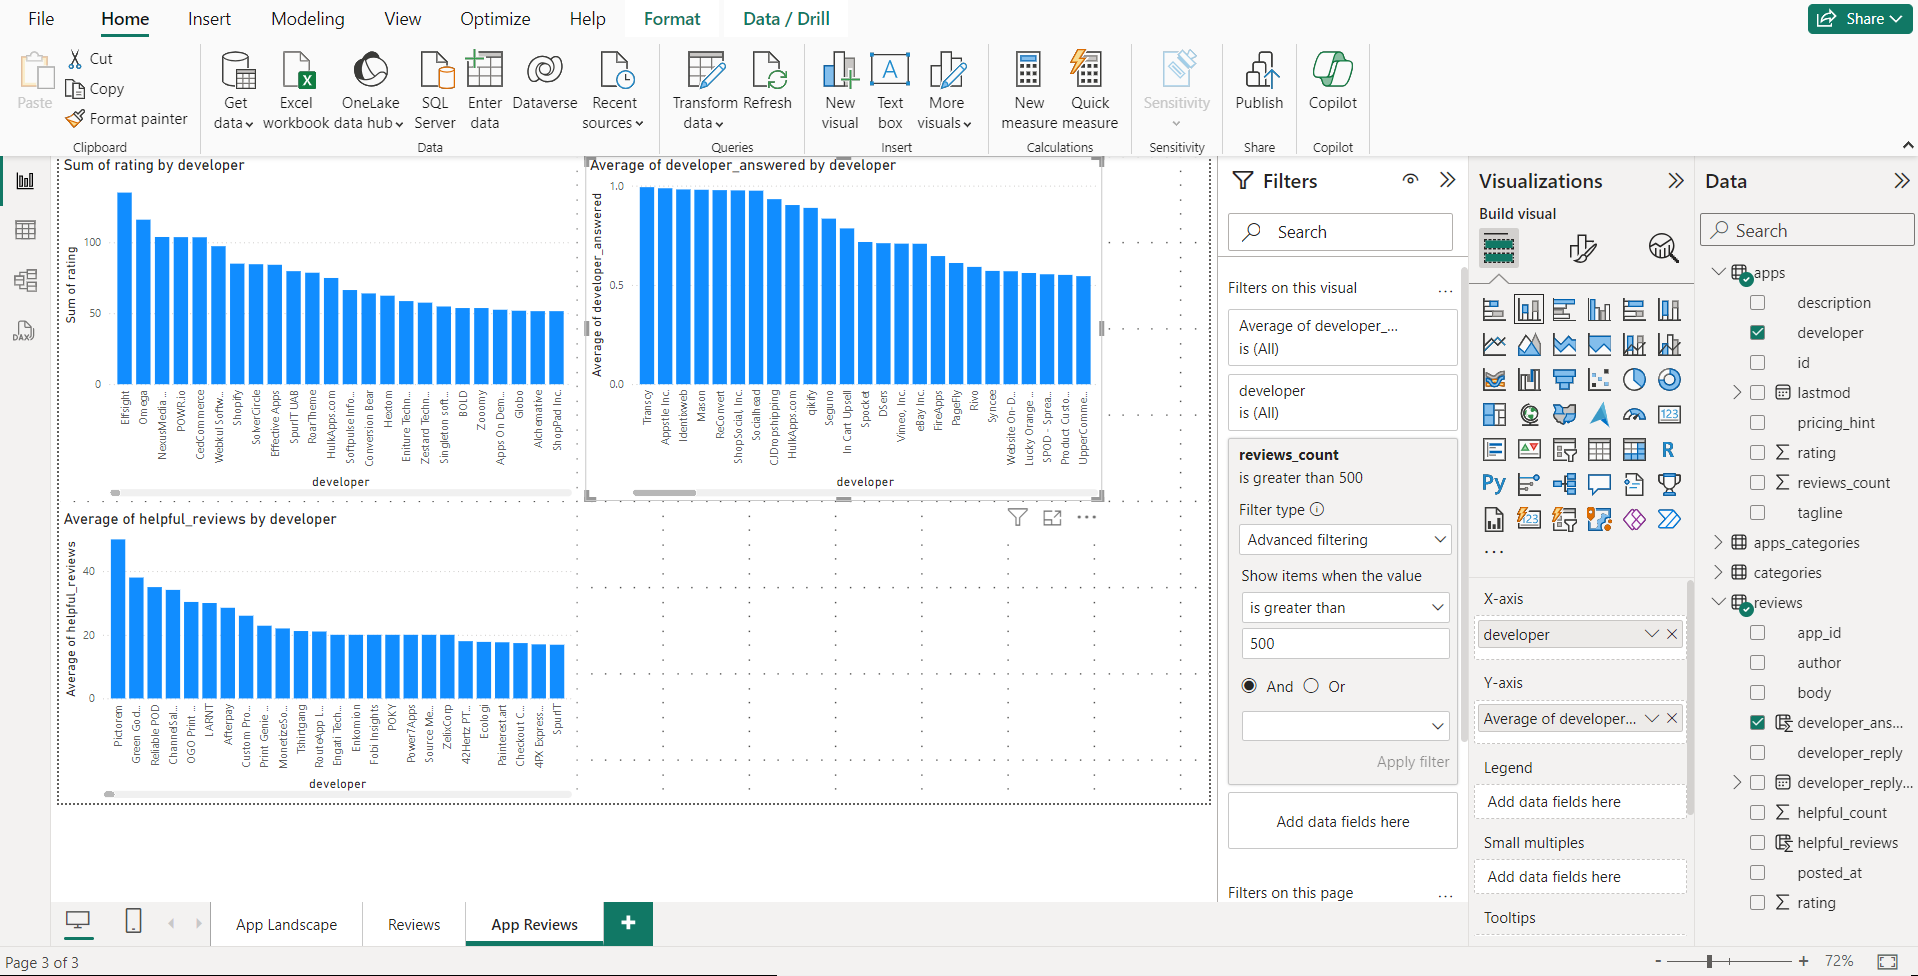 File
Home
Insert
Modeling
View
Optimize
Help
Format
Data / Drill
Share
Paste
Cut
Copy
Format painter
Clipboard
Get data
Excel workbook
OneLake data hub
SQL Server
Enter data
Dataverse
Recent sources
Data
Transform data
Refresh
Queries
New visual
Text box
More visuals
Insert
New measure
Quick measure
Calculations
Sensitivity
Sensitivity
Publish
Share
Copilot
Copilot
Sum of rating by developer
Sum of rating
100
50
0
Elfsight
Omega
NexusMedia ...
POWR.io
CedCommerce
Webkul Softw...
Shopify
SolverCircle
Effective Apps
SpurIT UAB
RoarTheme
HulkApps.com
Softpulse Info...
Conversion Bear
Hextom
Eniture Techn...
Zestard Techn...
Singleton soft...
BOLD
Zooomy
Apps On Dem...
Globo
Alchemative
ShopPad Inc.
developer
Average of developer_answered by developer
Average of developer_answered
1.0
0.5
0.0
Transcy
Appstle Inc.
Identixweb
Mason
ReConvert
ShopSocial, Inc.
Socialhead
CJDropshipping
HulkApps.com
qikify
Seguno
In Cart Upsell
Spocket
DSers
Vimeo, Inc.
eBay Inc.
FireApps
PageFly
Rivo
Syncee
Website On- D...
Lucky Orange ...
SPOD - Sprea...
Product Custo...
UpperComme...
developer
Average of helpful_reviews by developer
Average of helpful_reviews
40
20
0
Pictorem
Green God...
Reliable POD
ChannelSal...
OGO Print ...
LARNT
Afterpay
Custom Pro...
Print Genie ...
MonetizeSo...
Tshirtgang
RouteApp L...
Engati Tech...
Enkomion
Fobi Insights
POKY
Power7Apps
Source Me...
ZelixCorp
42Hertz PT...
Ecologi
Painterest.art
Checkout C...
4PX Express...
SpurIT
developer
Filters
Search
Filters on this visual
...
Average of developer_...
is (All)
developer
is (All)
reviews_count
is greater than 500
Filter type
Advanced filtering
Show items when the value
is greater than
500
And
Or
Apply filter
Add data fields here
Filters on this page
...
Visualizations
Build visual
123
R
Py
123
...
X-axis
developer
Y-axis
Average of developer...
Legend
Add data fields here
Small multiples
Add data fields here
Tooltips
Data
Search
apps
description
developer
id
lastmod
pricing_hint
rating
reviews_count
tagline
apps_categories
categories
reviews
app_id
author
body
developer_ans...
developer_reply
developer_reply...
helpful_count
helpful_reviews
posted_at
rating
DAX
App Landscape
Reviews
App Reviews
+
Page 3 of 3
-
+
72%